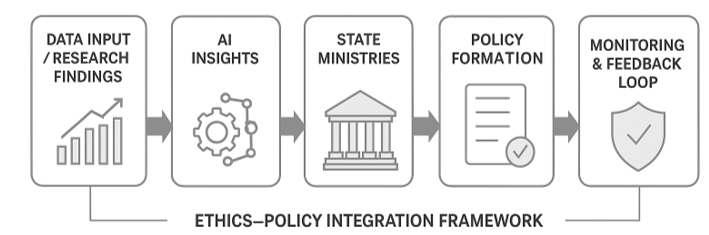 DATA INPUT
/ RESEARCH
FINDINGS
AI
INSIGHTS
STATE
MINISTRIES
POLICY
FORMATION
MONITORING
& FEEDBACK
LOOP
ETHICS–POLICY INTEGRATION FRAMEWORK